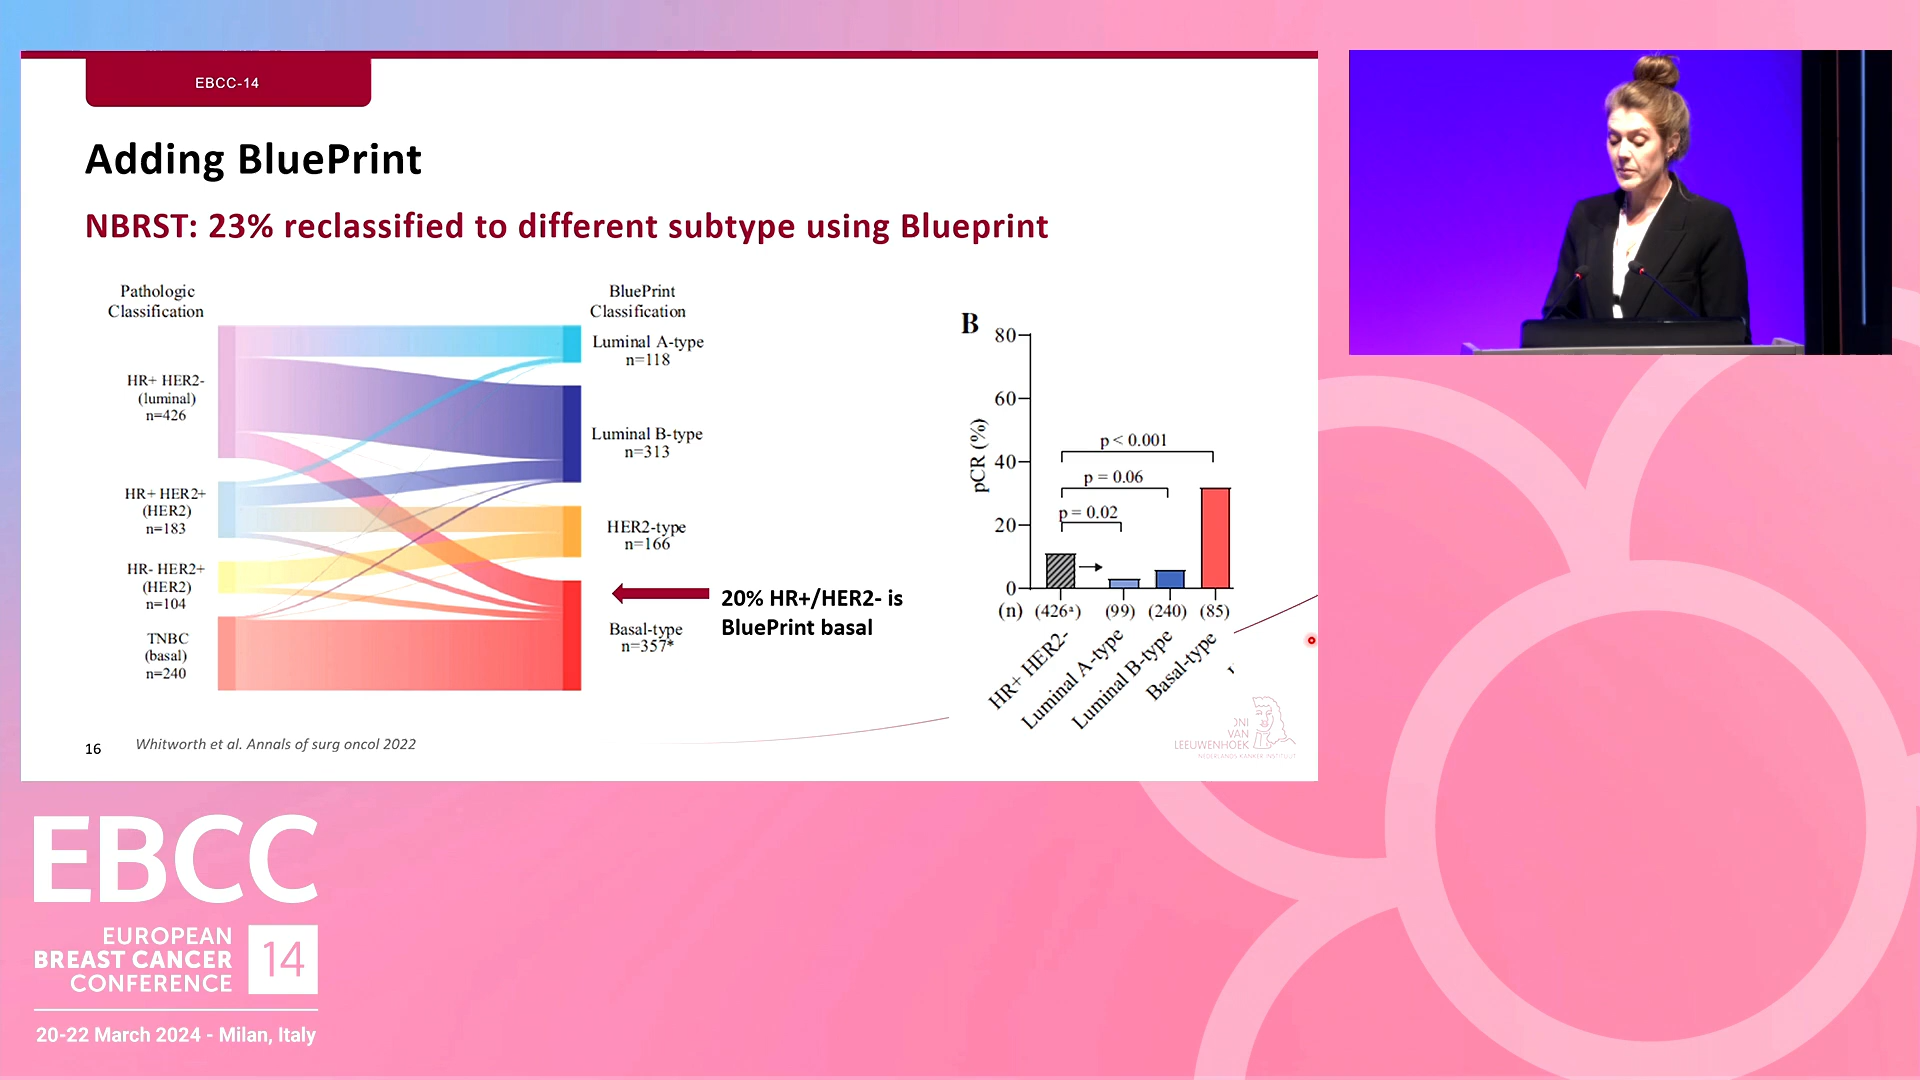 EBCC-14
Adding BluePrint
NBRST: 23% reclassified to different subtype using Blueprint
Pathologic
Classification
BluePrint
Classification
HR+ HER2-
(luminal)
n=426
HR+ HER2+
(HER2)
n=183
HR- HER2+
(HER2)
n=104
TNBC
(basal)
n=240
Luminal A-type
n=118
Luminal B-type
n=313
HER2-type
n=166
Basal-type
n=357*
20% HR+/HER2- is
BluePrint basal
B
pCR (%)
80
60
40
20
0
p < 0.001
p = 0.06
p = 0.02
(n) (426ᵃ) (99) (240) (85)
HR+ HER2-
Luminal A-type
Luminal B-type
Basal-type
16
Whitworth et al. Annals of surg oncol 2022
ONI
VAN
LEEUWENHOEK
NEDERLANDS KANKER INSTITUUT
EBCC
EUROPEAN
BREAST CANCER
CONFERENCE
14
20-22 March 2024 - Milan, Italy